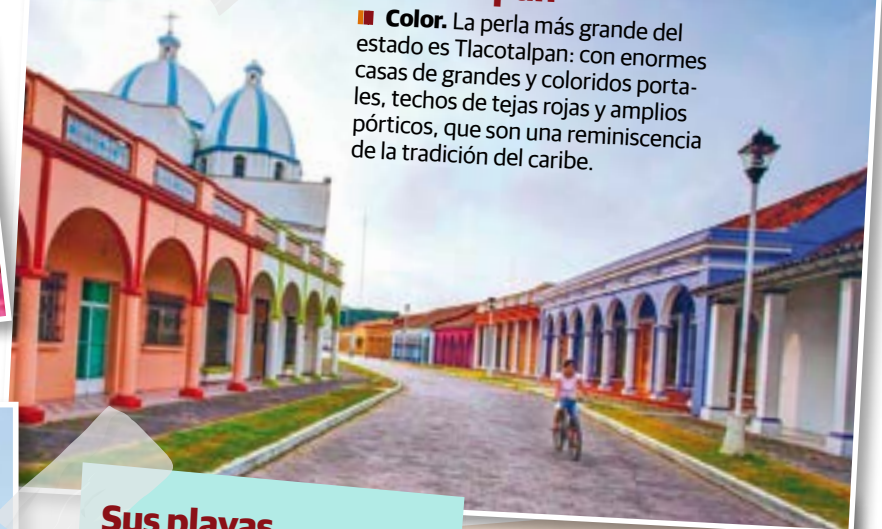 Color. La perla más grande del
estado es Tlacotalpan: con enormes
casas de grandes y coloridos porta-
les, techos de tejas rojas y amplios
pórticos, que son una reminiscencia
de la tradición del caribe.
Sus playas